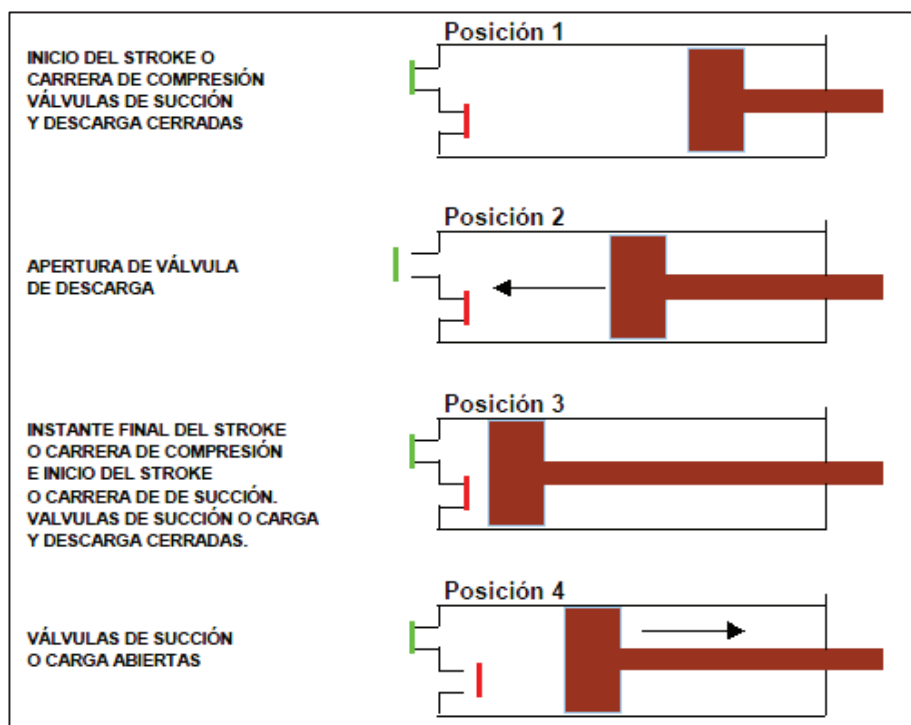 Posición 1
INICIO DEL STROKE O
CARRERA DE COMPRESIÓN
VÁLVULAS DE SUCCIÓN
Y DESCARGA CERRADAS
Posición 2
APERTURA DE VÁLVULA
DE DESCARGA
Posición 3
INSTANTE FINAL DEL STROKE
O CARRERA DE COMPRESIÓN
E INICIO DEL STROKE
O CARRERA DE DE SUCCIÓN.
VALVULAS DE SUCCIÓN O CARGA
Y DESCARGA CERRADAS.
Posición 4
VÁLVULAS DE SUCCIÓN
O CARGA ABIERTAS